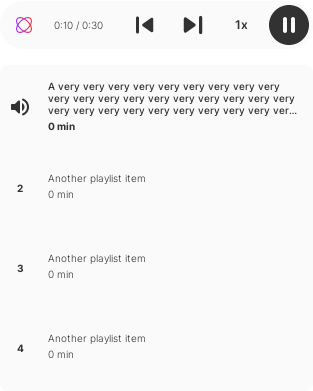 0:10 / 0:30
1x
A very very very very very very very very
very very very very very very very very very
very very very very very very very very ver...
0 min
2
Another playlist item
0 min
3
Another playlist item
0 min
4
Another playlist item
0 min